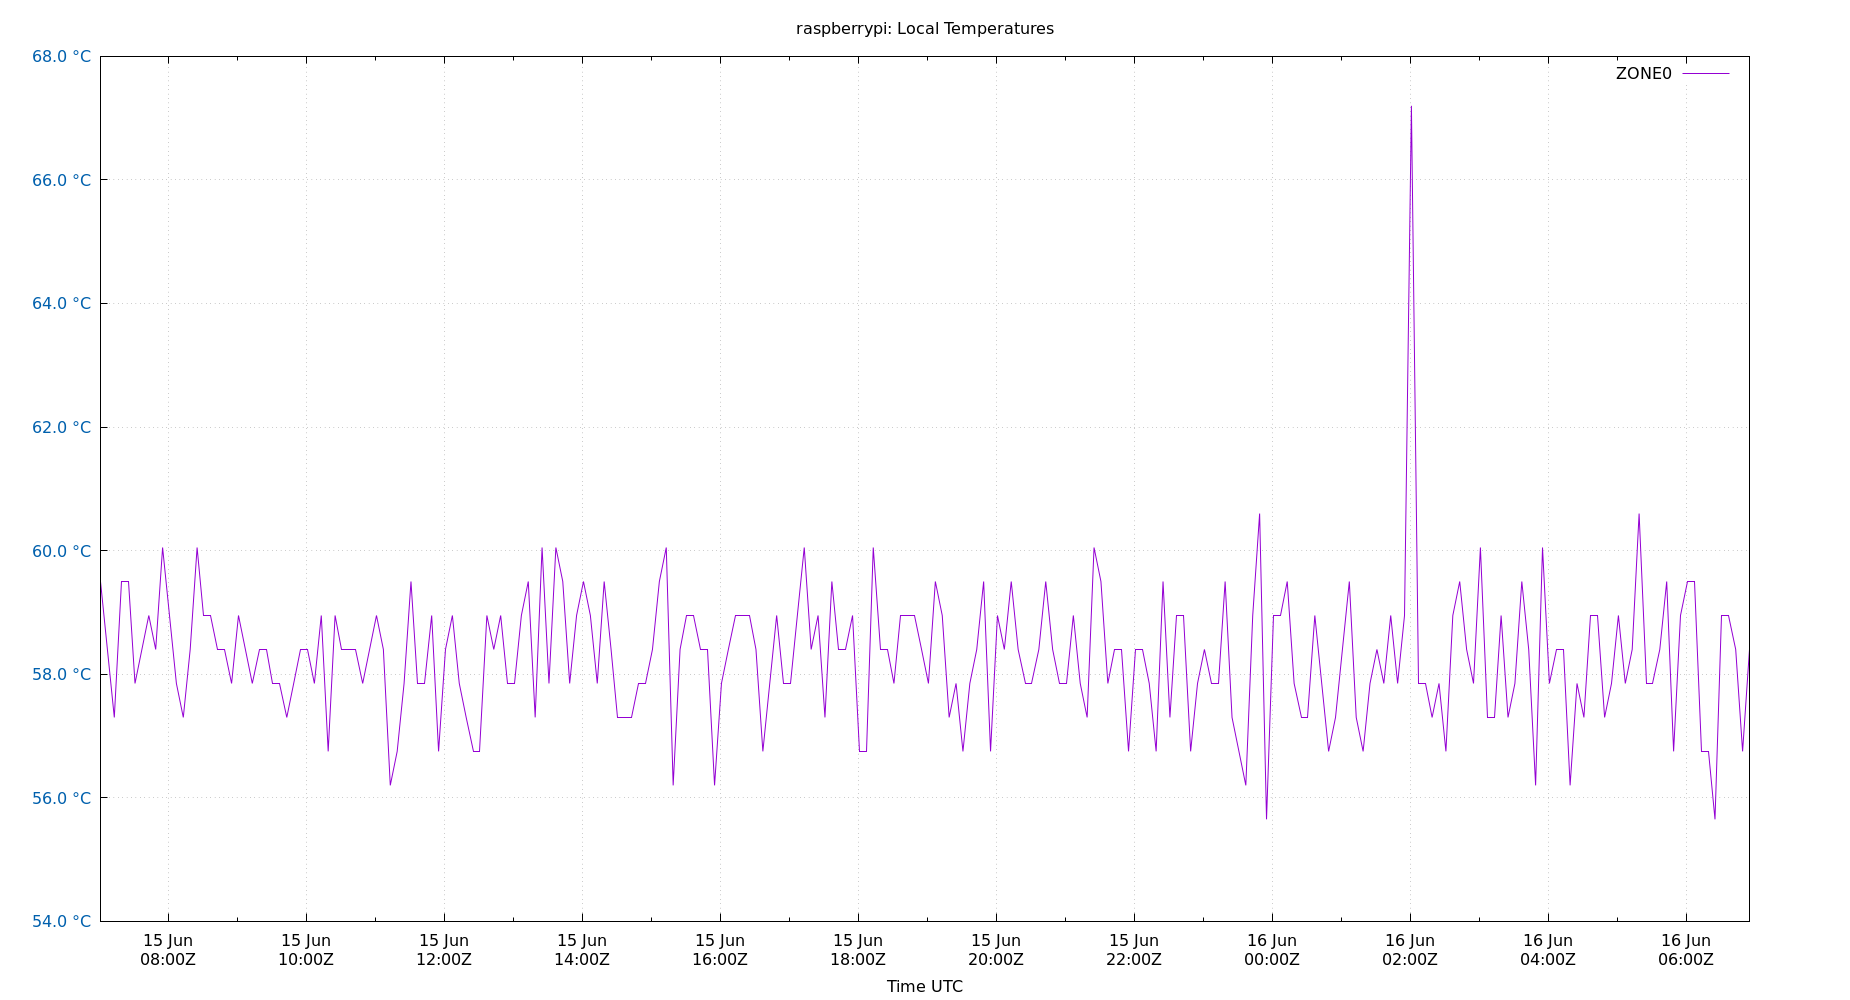 raspberrypi: Local Temperatures
68.0 °C
ZONE0
66.0 °C
64.0 °C
62.0 °C
60.0 °C
58.0 °C
56.0 °C
54.0 °C
15 Jun 15 Jun 15 Jun 15 Jun 15 Jun 15 Jun 15 Jun 15 Jun 16 Jun 16 Jun 16 Jun 16 Jun
08:00Z 10:00Z 12:00Z 14:00Z 16:00Z 18:00Z 20:00Z 22:00Z 00:00Z 02:00Z 04:00Z 06:00Z
Time UTC